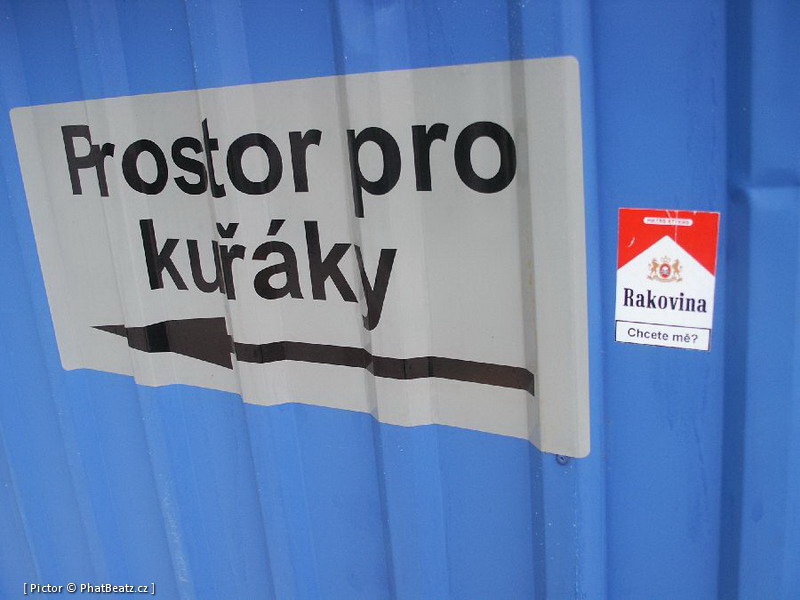 Prostor pro
kuřáky
Rakovina
Chcete mě?
[ Pictor © PhatBeatz.cz ]